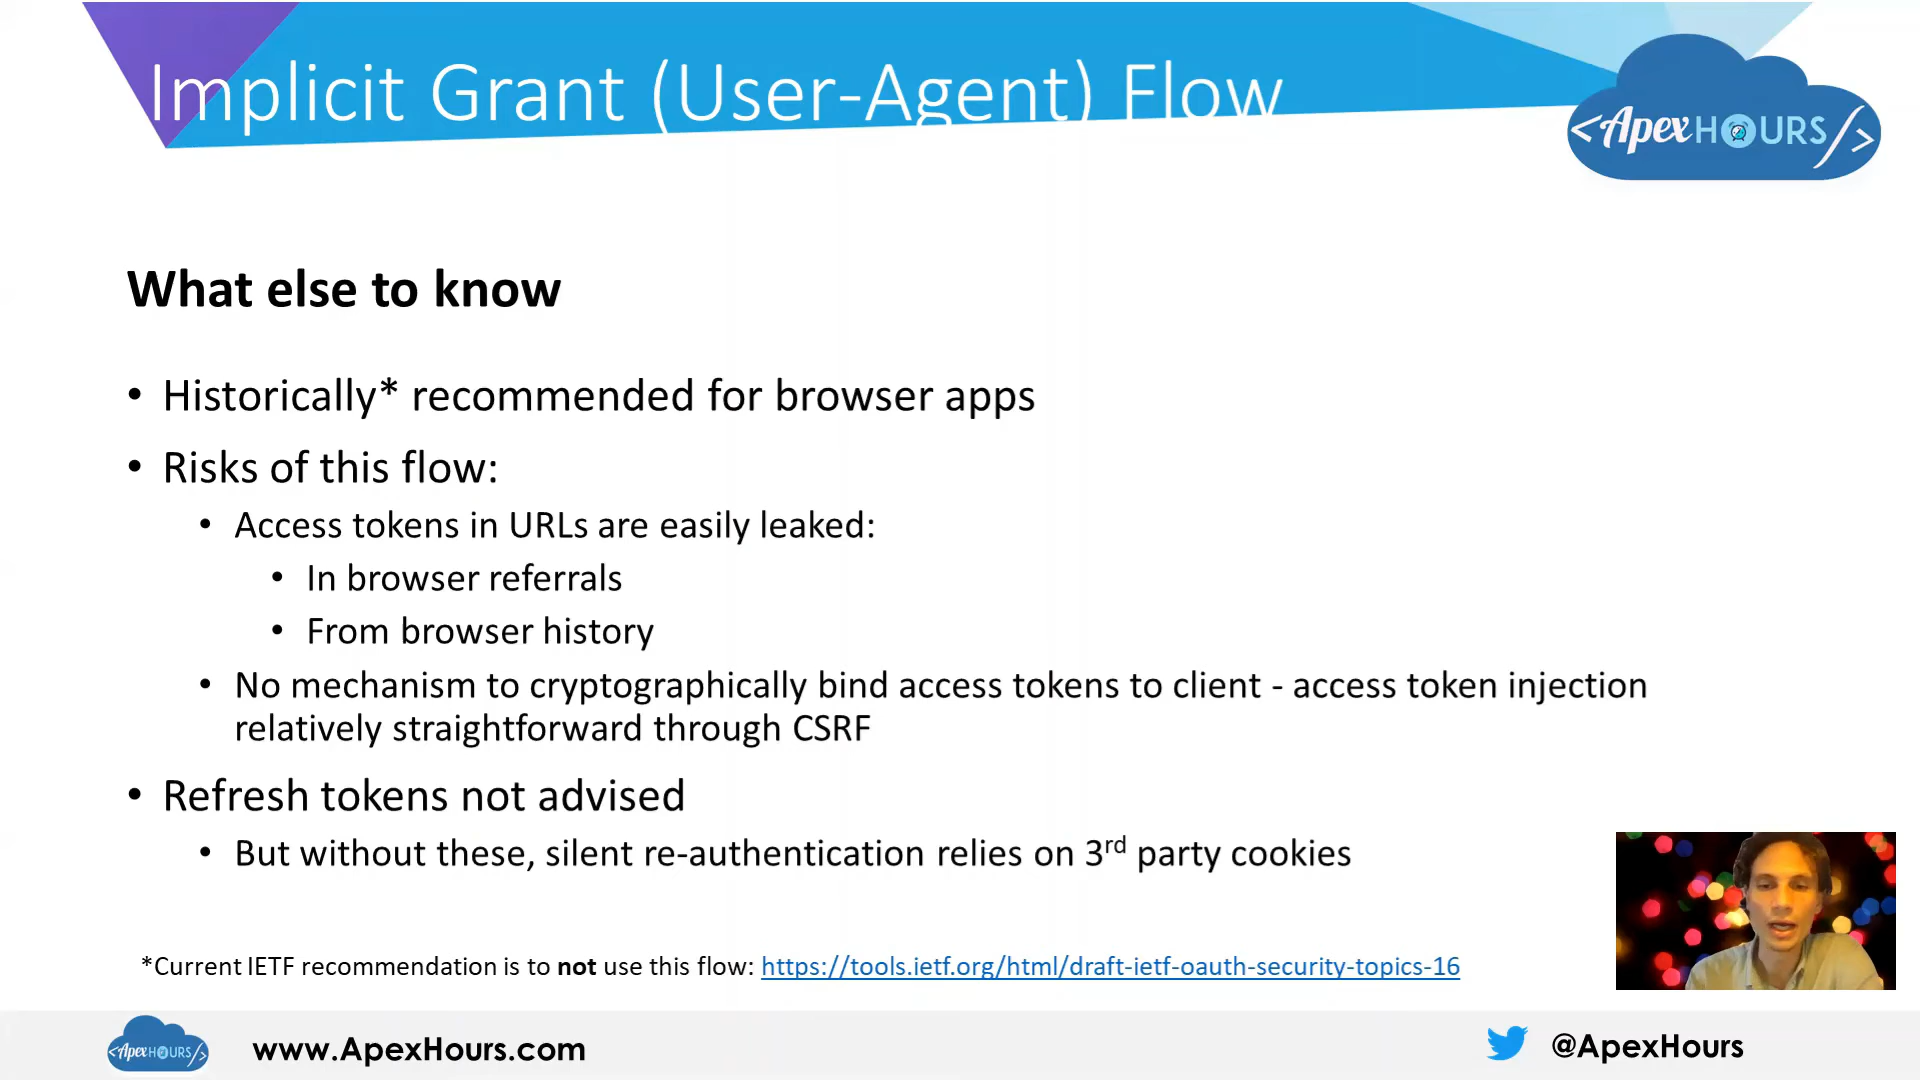 Implicit Grant (User-Agent) Flow
<ApexHOURS/>
What else to know
• Historically* recommended for browser apps
• Risks of this flow:
• Access tokens in URLs are easily leaked:
• In browser referrals
• From browser history
• No mechanism to cryptographically bind access tokens to client - access token injection
relatively straightforward through CSRF
• Refresh tokens not advised
• But without these, silent re-authentication relies on 3rd party cookies
*Current IETF recommendation is to not use this flow: https://tools.ietf.org/html/draft-ietf-oauth-security-topics-16
<ApexHOURS/>
www.ApexHours.com
@ApexHours